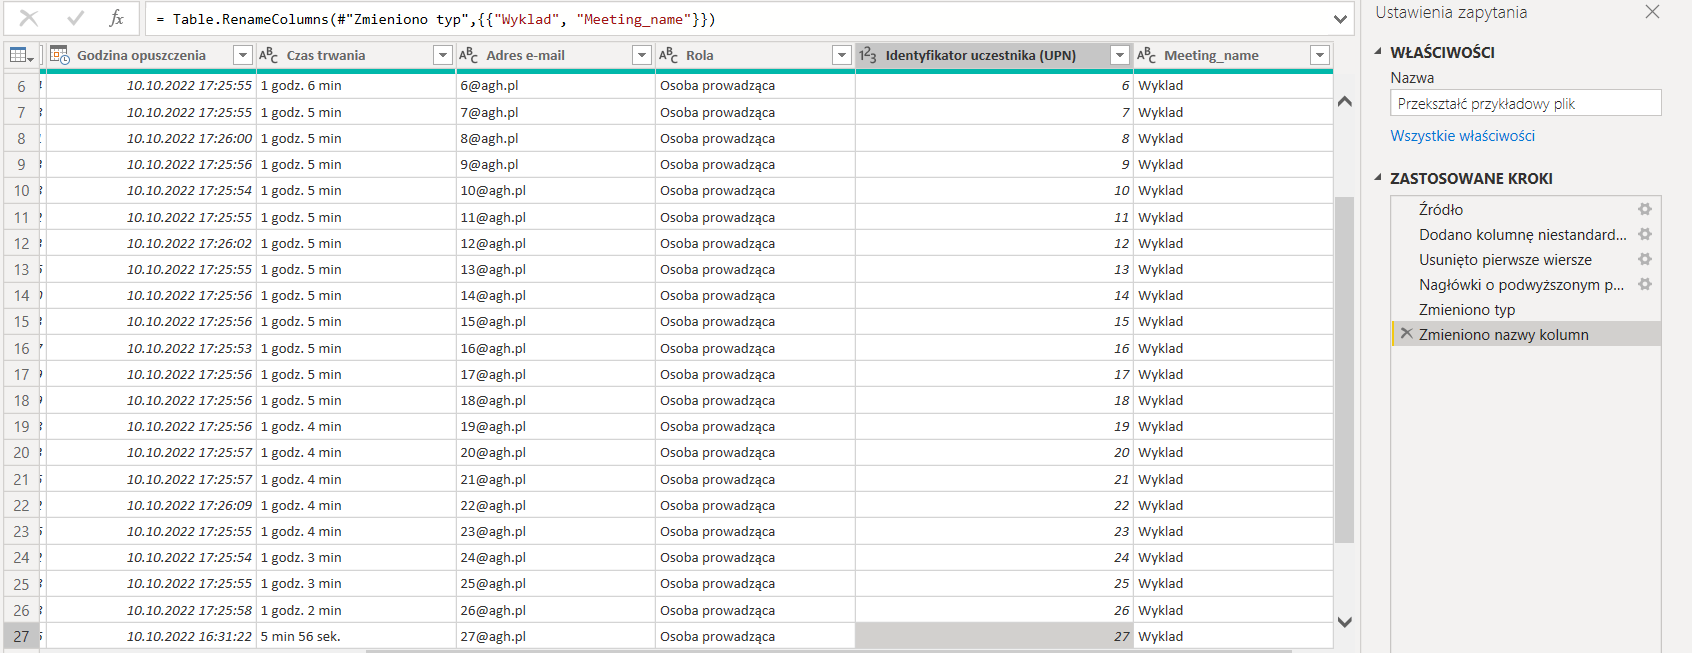 fx = Table.RenameColumns(#"Zmieniono typ",{{"Wyklad", "Meeting_name"}})
Godzina opuszczenia ABC Czas trwania ABC Adres e-mail ABC Rola 123 Identyfikator uczestnika (UPN) ABC Meeting_name
6 10.10.2022 17:25:55 1 godz. 6 min 6@agh.pl Osoba prowadząca 6 Wyklad
7 10.10.2022 17:25:55 1 godz. 5 min 7@agh.pl Osoba prowadząca 7 Wyklad
8 10.10.2022 17:26:00 1 godz. 5 min 8@agh.pl Osoba prowadząca 8 Wyklad
9 10.10.2022 17:25:56 1 godz. 5 min 9@agh.pl Osoba prowadząca 9 Wyklad
10 10.10.2022 17:25:54 1 godz. 5 min 10@agh.pl Osoba prowadząca 10 Wyklad
11 10.10.2022 17:25:55 1 godz. 5 min 11@agh.pl Osoba prowadząca 11 Wyklad
12 10.10.2022 17:26:02 1 godz. 5 min 12@agh.pl Osoba prowadząca 12 Wyklad
13 10.10.2022 17:25:55 1 godz. 5 min 13@agh.pl Osoba prowadząca 13 Wyklad
14 10.10.2022 17:25:56 1 godz. 5 min 14@agh.pl Osoba prowadząca 14 Wyklad
15 10.10.2022 17:25:56 1 godz. 5 min 15@agh.pl Osoba prowadząca 15 Wyklad
16 10.10.2022 17:25:53 1 godz. 5 min 16@agh.pl Osoba prowadząca 16 Wyklad
17 10.10.2022 17:25:56 1 godz. 5 min 17@agh.pl Osoba prowadząca 17 Wyklad
18 10.10.2022 17:25:56 1 godz. 5 min 18@agh.pl Osoba prowadząca 18 Wyklad
19 10.10.2022 17:25:56 1 godz. 4 min 19@agh.pl Osoba prowadząca 19 Wyklad
20 10.10.2022 17:25:57 1 godz. 4 min 20@agh.pl Osoba prowadząca 20 Wyklad
21 10.10.2022 17:25:57 1 godz. 4 min 21@agh.pl Osoba prowadząca 21 Wyklad
22 10.10.2022 17:26:09 1 godz. 4 min 22@agh.pl Osoba prowadząca 22 Wyklad
23 10.10.2022 17:25:55 1 godz. 4 min 23@agh.pl Osoba prowadząca 23 Wyklad
24 10.10.2022 17:25:54 1 godz. 3 min 24@agh.pl Osoba prowadząca 24 Wyklad
25 10.10.2022 17:25:55 1 godz. 3 min 25@agh.pl Osoba prowadząca 25 Wyklad
26 10.10.2022 17:25:58 1 godz. 2 min 26@agh.pl Osoba prowadząca 26 Wyklad
27 10.10.2022 16:31:22 5 min 56 sek. 27@agh.pl Osoba prowadząca 27 Wyklad
Ustawienia zapytania
WŁAŚCIWOŚCI
Nazwa
Przekształć przykładowy plik
Wszystkie właściwości
ZASTOSOWANE KROKI
Źródło
Dodano kolumnę niestandard...
Usunięto pierwsze wiersze
Nagłówki o podwyższonym p...
Zmieniono typ
Zmieniono nazwy kolumn